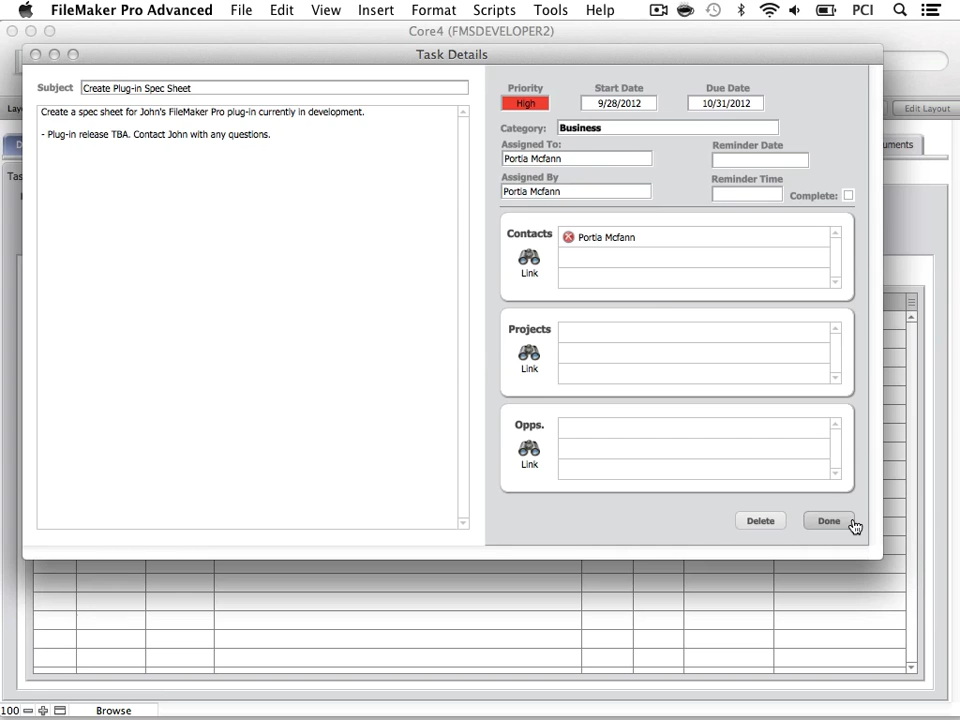 FileMaker Pro Advanced File Edit View Insert Format Scripts Tools Help PCI
Core4 (FMSDEVELOPER2)
Task Details
Subject Create Plug-in Spec Sheet
Create a spec sheet for John's FileMaker Pro plug-in currently in development.
- Plug-in release TBA. Contact John with any questions.
Priority Start Date Due Date
High 9/28/2012 10/31/2012
Category: Business
Assigned To: Reminder Date
Portia Mcfann
Assigned By Reminder Time
Portia Mcfann Complete:
Contacts Portia Mcfann
Link
Projects
Link
Opps.
Link
Delete Done
Edit Layout
100 Browse